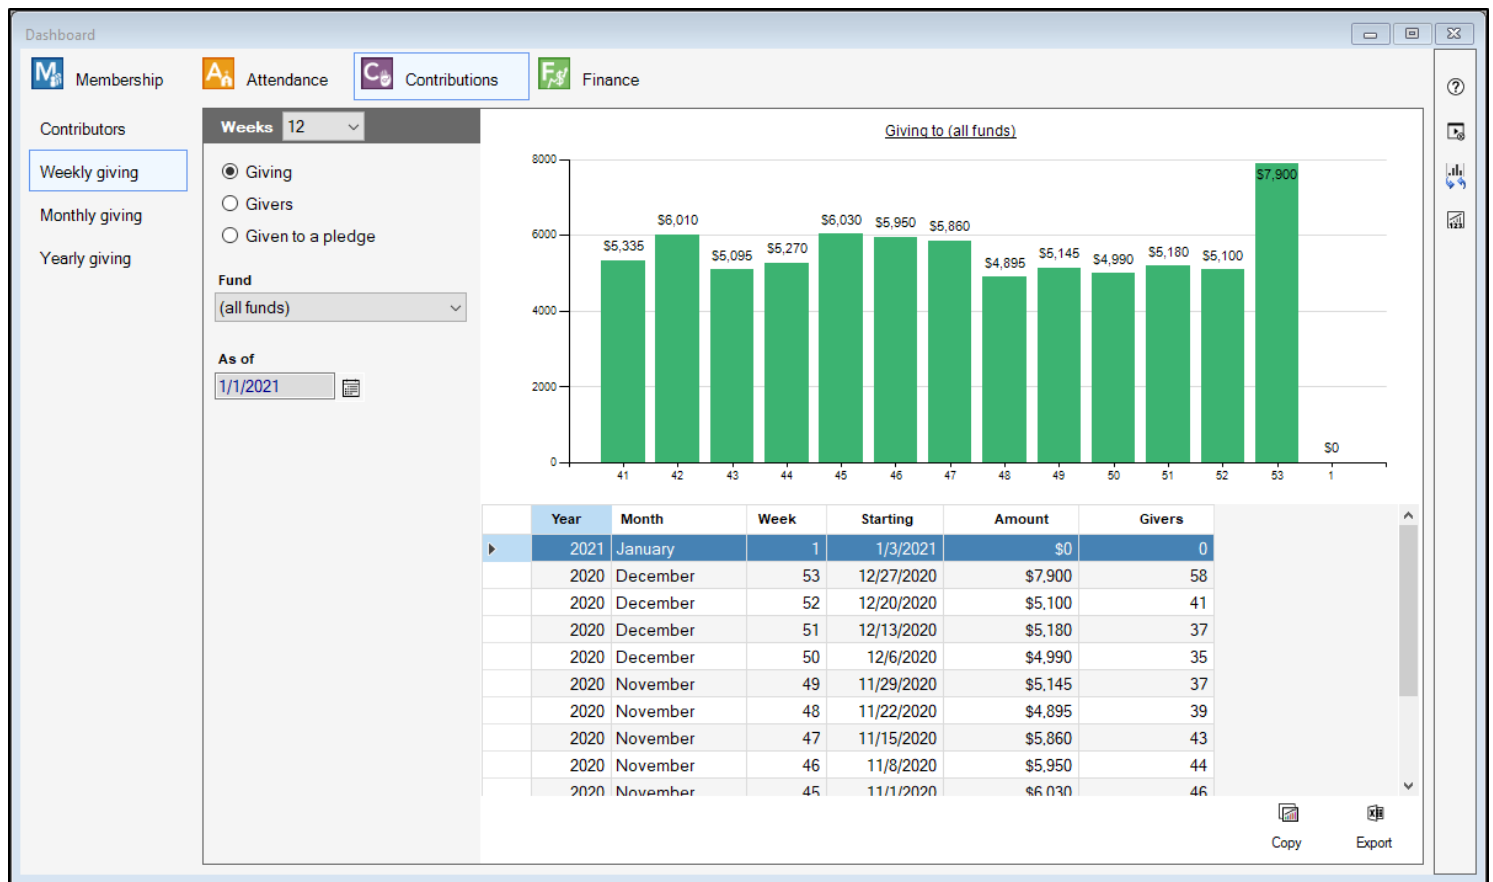 Dashboard
Membership
Attendance
Contributions
Finance
Contributors
Weekly giving
Monthly giving
Yearly giving
Weeks 12
Giving
Givers
Given to a pledge
Fund
(all funds)
As of
1/1/2021
Giving to (all funds)
8000
6000
4000
2000
0
$5,335
$6,010
$5,095
$5,270
$6,030
$5,950
$5,860
$4,895
$5,145
$4,990
$5,180
$5,100
$7,900
$0
41 42 43 44 45 46 47 48 49 50 51 52 53 1
Year Month Week Starting Amount Givers
2021 January 1 1/3/2021 $0 0
2020 December 53 12/27/2020 $7,900 58
2020 December 52 12/20/2020 $5,100 41
2020 December 51 12/13/2020 $5,180 37
2020 December 50 12/6/2020 $4,990 35
2020 November 49 11/29/2020 $5,145 37
2020 November 48 11/22/2020 $4,895 39
2020 November 47 11/15/2020 $5,860 43
2020 November 46 11/8/2020 $5,950 44
2020 November 45 11/1/2020 $6,030 46
Copy
Export